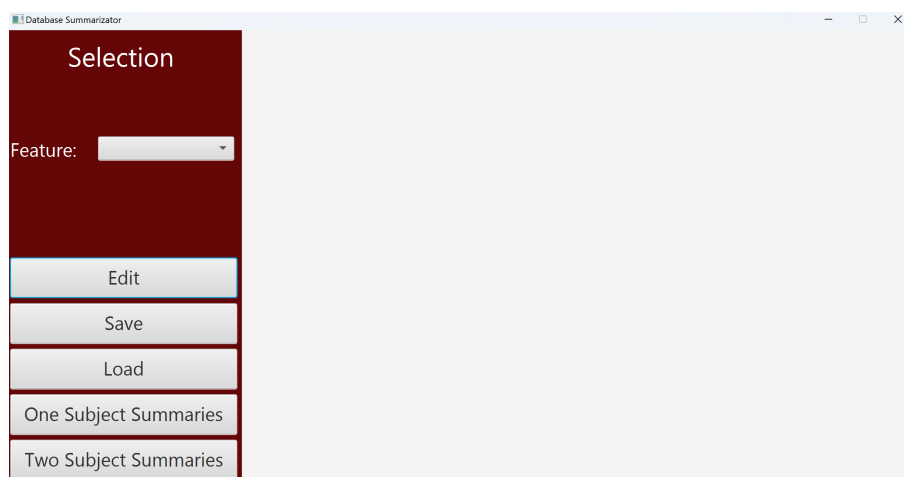 Database Summarizator
Selection
Feature:
Edit
Save
Load
One Subject Summaries
Two Subject Summaries